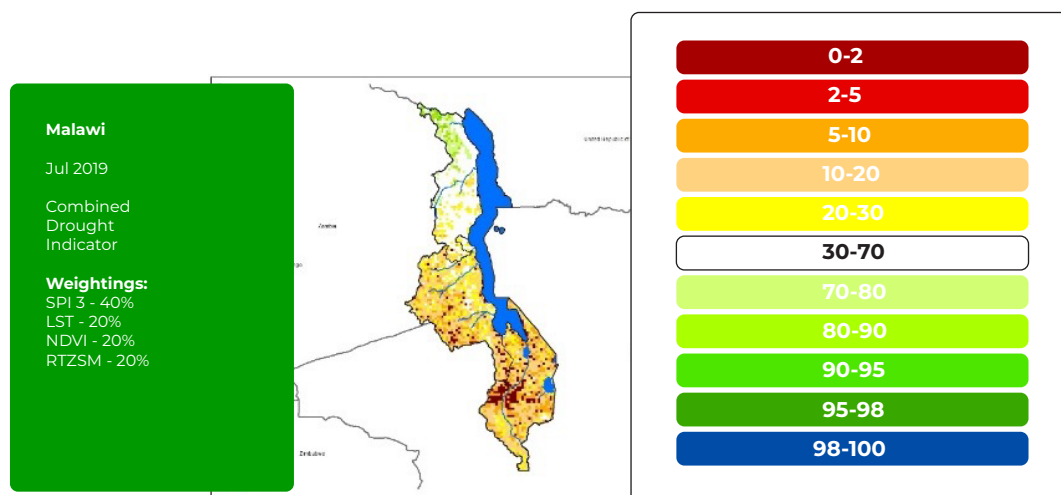 Malawi
Jul 2019
Combined
Drought
Indicator
Weightings:
SPI 3 - 40%
LST - 20%
NDVI - 20%
RTZSM - 20%
Zambia
Zimbabwe
0-2
2-5
5-10
10-20
20-30
30-70
70-80
80-90
90-95
95-98
98-100